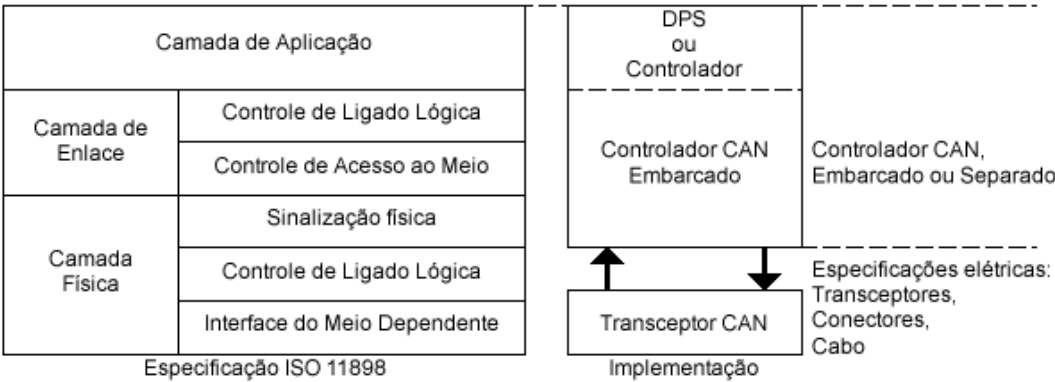 Camada de Aplicação
Camada de
Enlace
Controle de Ligado Lógica
Controle de Acesso ao Meio
Camada
Física
Sinalização física
Controle de Ligado Lógica
Interface do Meio Dependente
Especificação ISO 11898
DPS
ou
Controlador
Controlador CAN
Embarcado
Controlador CAN,
Embarcado ou Separado
Transceptor CAN
Especificações elétricas:
Transceptores,
Conectores,
Cabo
Implementação